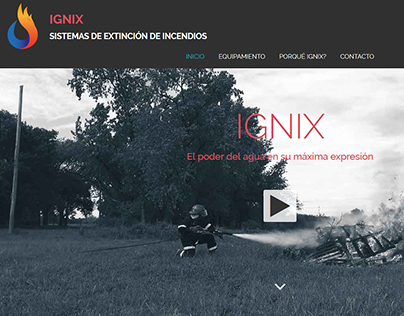 IGNIX
SISTEMAS DE EXTINCIÓN DE INCENDIOS
INICIO EQUIPAMIENTO PORQUÉ IGNIX? CONTACTO
IGNIX
El poder del agua en su máxima expresión